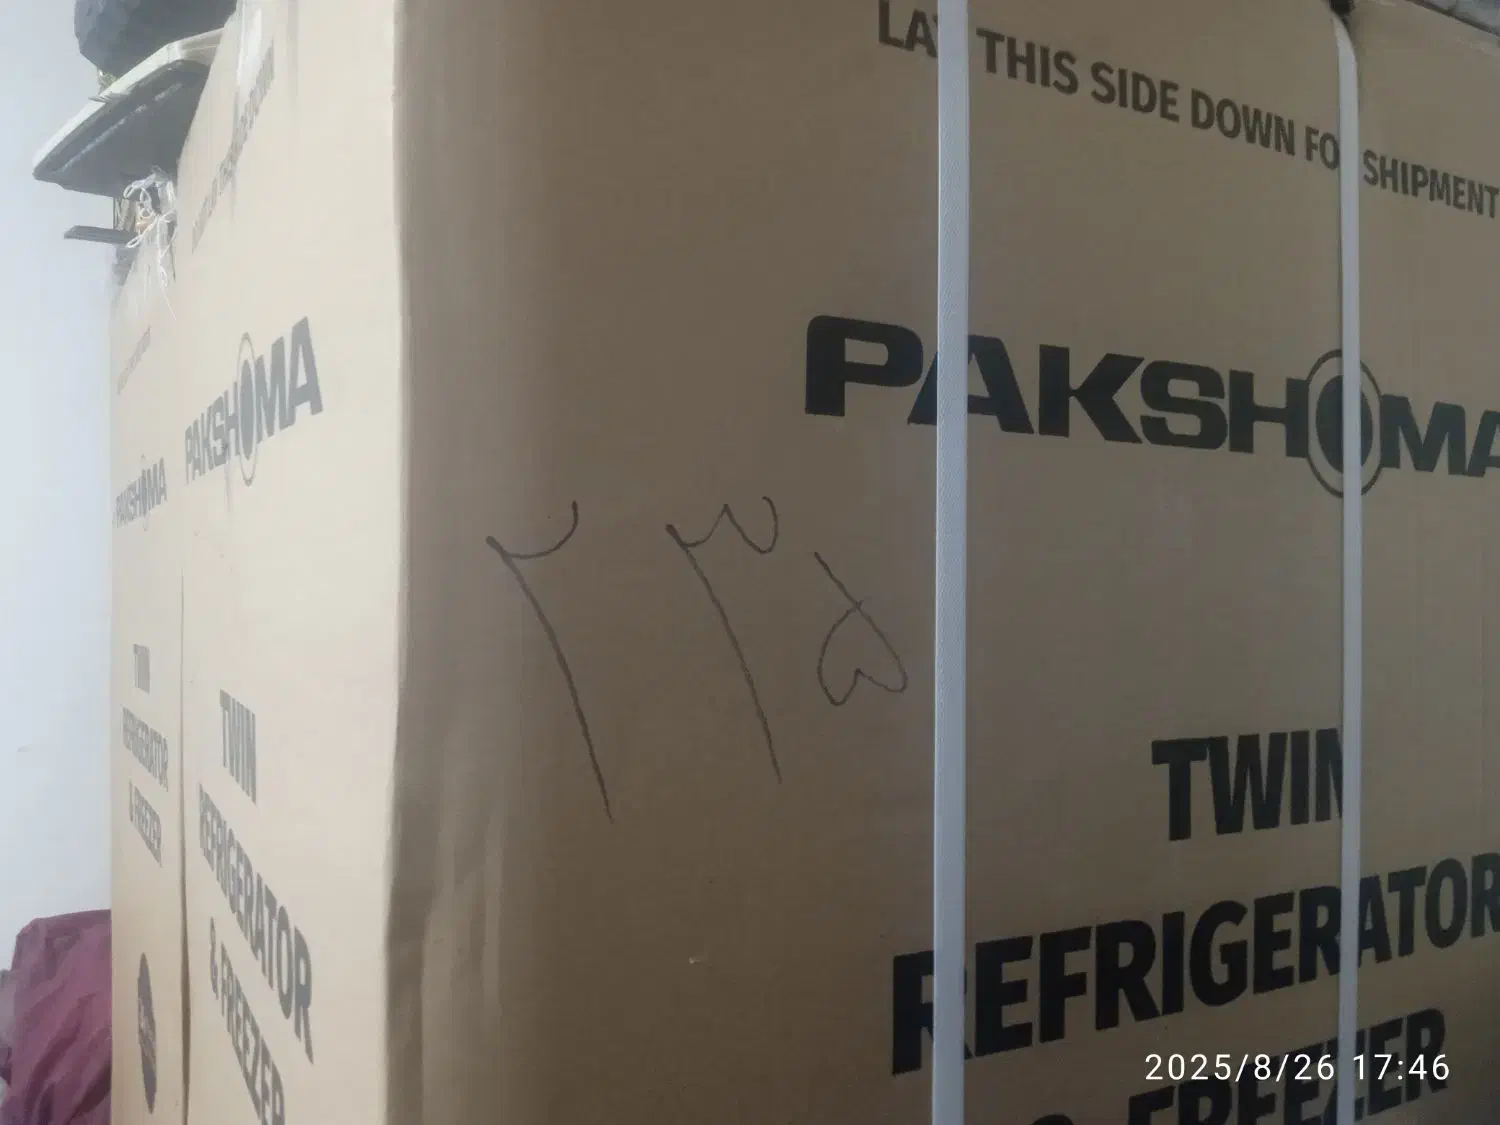 LAY THIS SIDE DOWN FOR SHIPMENT
PAKSHOMA
PAKSHOMA
PAKSHOMA
۲۳۵
TWIN
REFRIGERATOR
& FREEZER
TWIN
REFRIGERATOR
& FREEZER
TWIN
REFRIGERATOR
& FREEZER
2025/8/26 17:46